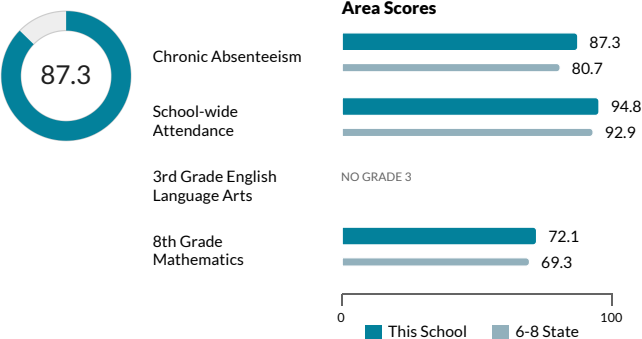 Area Scores
87.3
Chronic Absenteeism
87.3
80.7
School-wide
Attendance
94.8
92.9
3rd Grade English
Language Arts
NO GRADE 3
8th Grade
Mathematics
72.1
69.3
0
100
This School
6-8 State